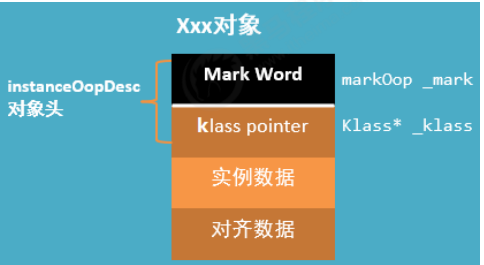 Xxx对象
instanceOopDesc
对象头
Mark Word
markOop _mark
klass pointer
Klass* _klass
实例数据
对齐数据